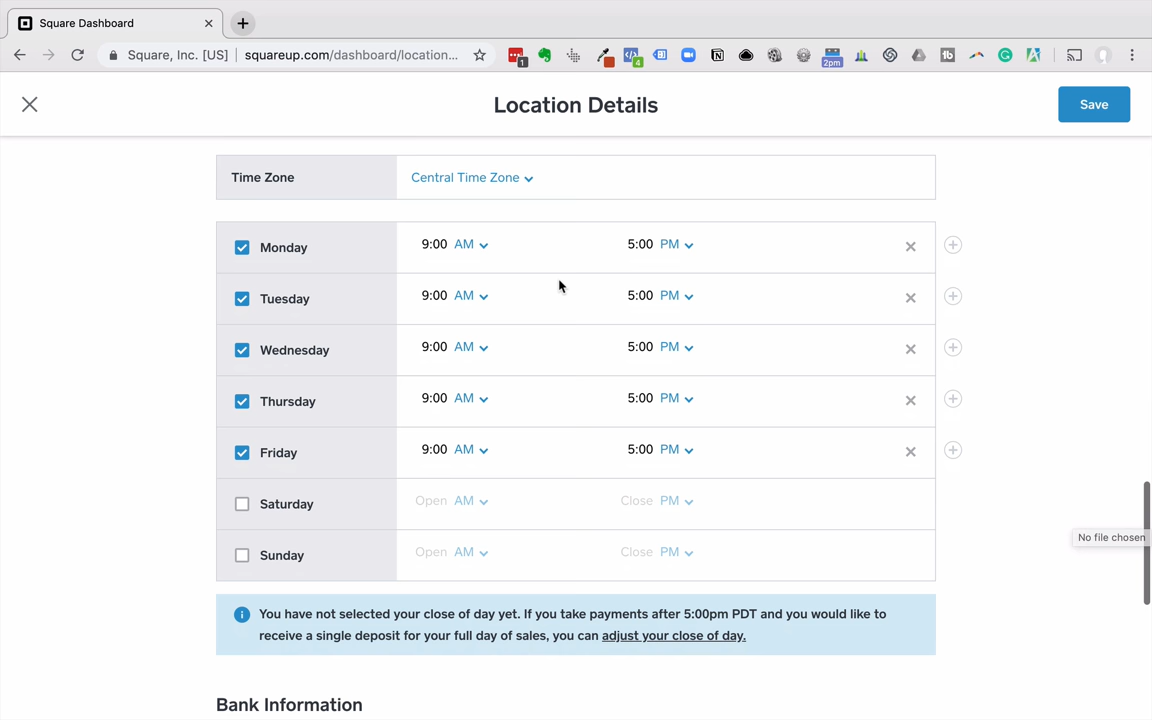 Square Dashboard
Square, Inc. [US] squareup.com/dashboard/location...
1
4
2pm
1b
Location Details
Save
Time Zone
Central Time Zone
Monday 9:00 AM 5:00 PM
Tuesday 9:00 AM 5:00 PM
Wednesday 9:00 AM 5:00 PM
Thursday 9:00 AM 5:00 PM
Friday 9:00 AM 5:00 PM
Saturday Open AM Close PM
Sunday Open AM Close PM
No file chosen
You have not selected your close of day yet. If you take payments after 5:00pm PDT and you would like to
receive a single deposit for your full day of sales, you can adjust your close of day.
Bank Information